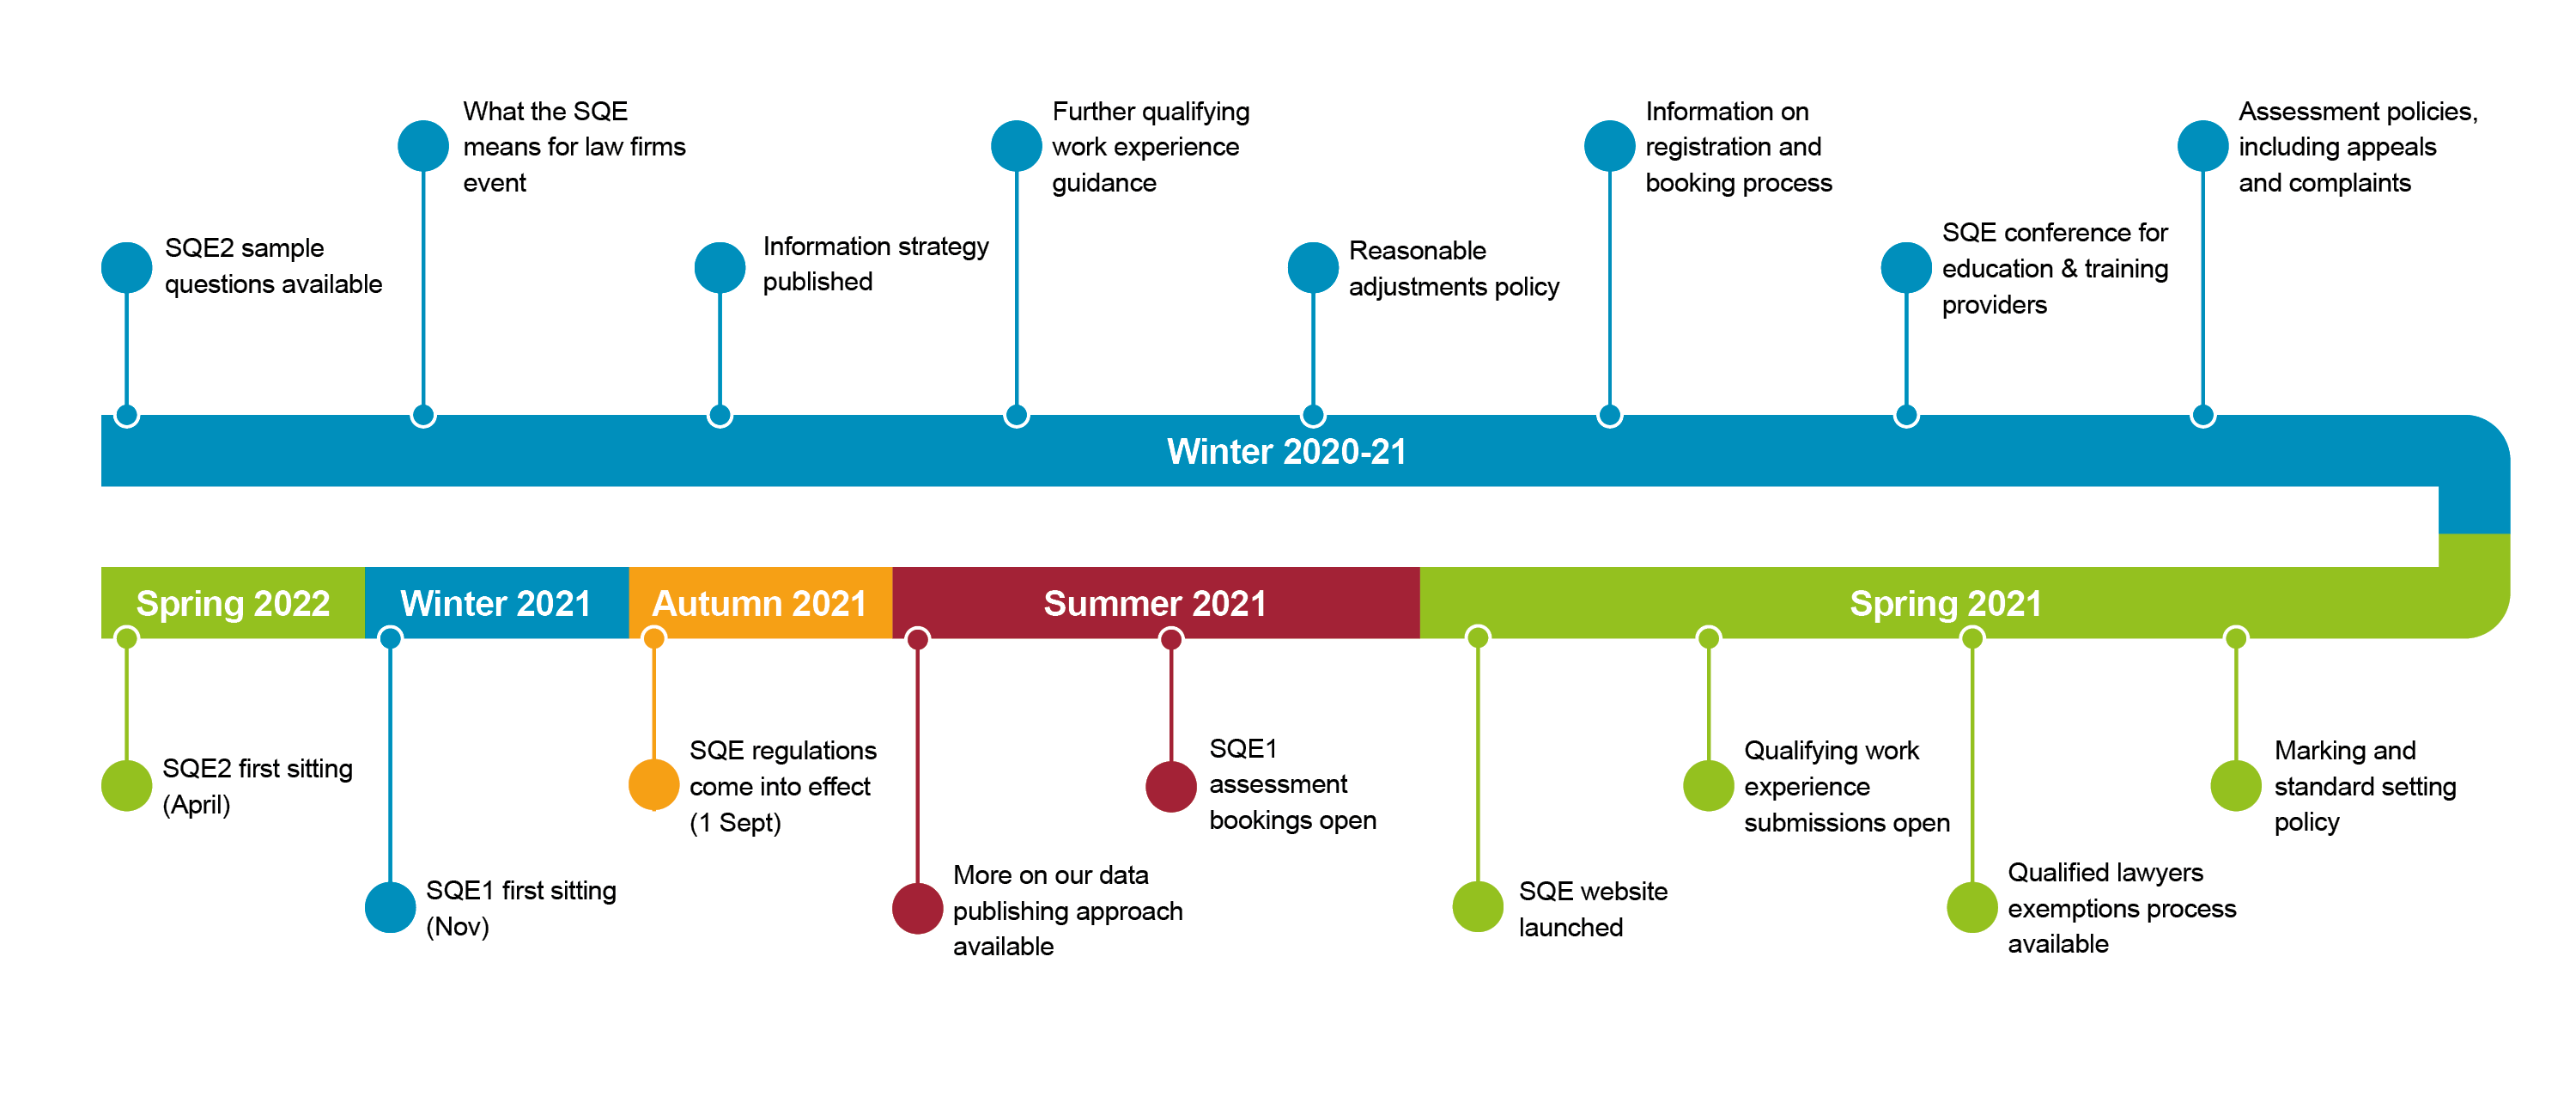 What the SQE
means for law firms
event
Further qualifying
work experience
guidance
Information on
registration and
booking process
Assessment policies,
including appeals
and complaints
SQE2 sample
questions available
Information strategy
published
Reasonable
adjustments policy
SQE conference for
education & training
providers
Winter 2020-21
Spring 2022
Winter 2021
Autumn 2021
Summer 2021
Spring 2021
SQE2 first sitting
(April)
SQE1 first sitting
(Nov)
SQE regulations
come into effect
(1 Sept)
More on our data
publishing approach
available
SQE1
assessment
bookings open
SQE website
launched
Qualifying work
experience
submissions open
Qualified lawyers
exemptions process
available
Marking and
standard setting
policy